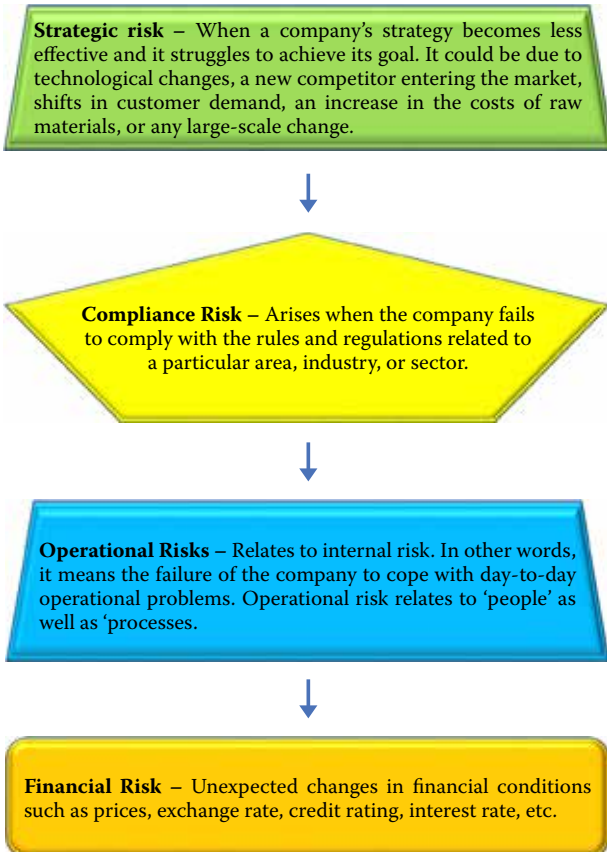 Strategic risk – When a company’s strategy becomes less
effective and it struggles to achieve its goal. It could be due to
technological changes, a new competitor entering the market,
shifts in customer demand, an increase in the costs of raw
materials, or any large-scale change.
Compliance Risk – Arises when the company fails
to comply with the rules and regulations related to
a particular area, industry, or sector.
Operational Risks – Relates to internal risk. In other words,
it means the failure of the company to cope with day-to-day
operational problems. Operational risk relates to ‘people’ as
well as ‘processes.
Financial Risk – Unexpected changes in financial conditions
such as prices, exchange rate, credit rating, interest rate, etc.